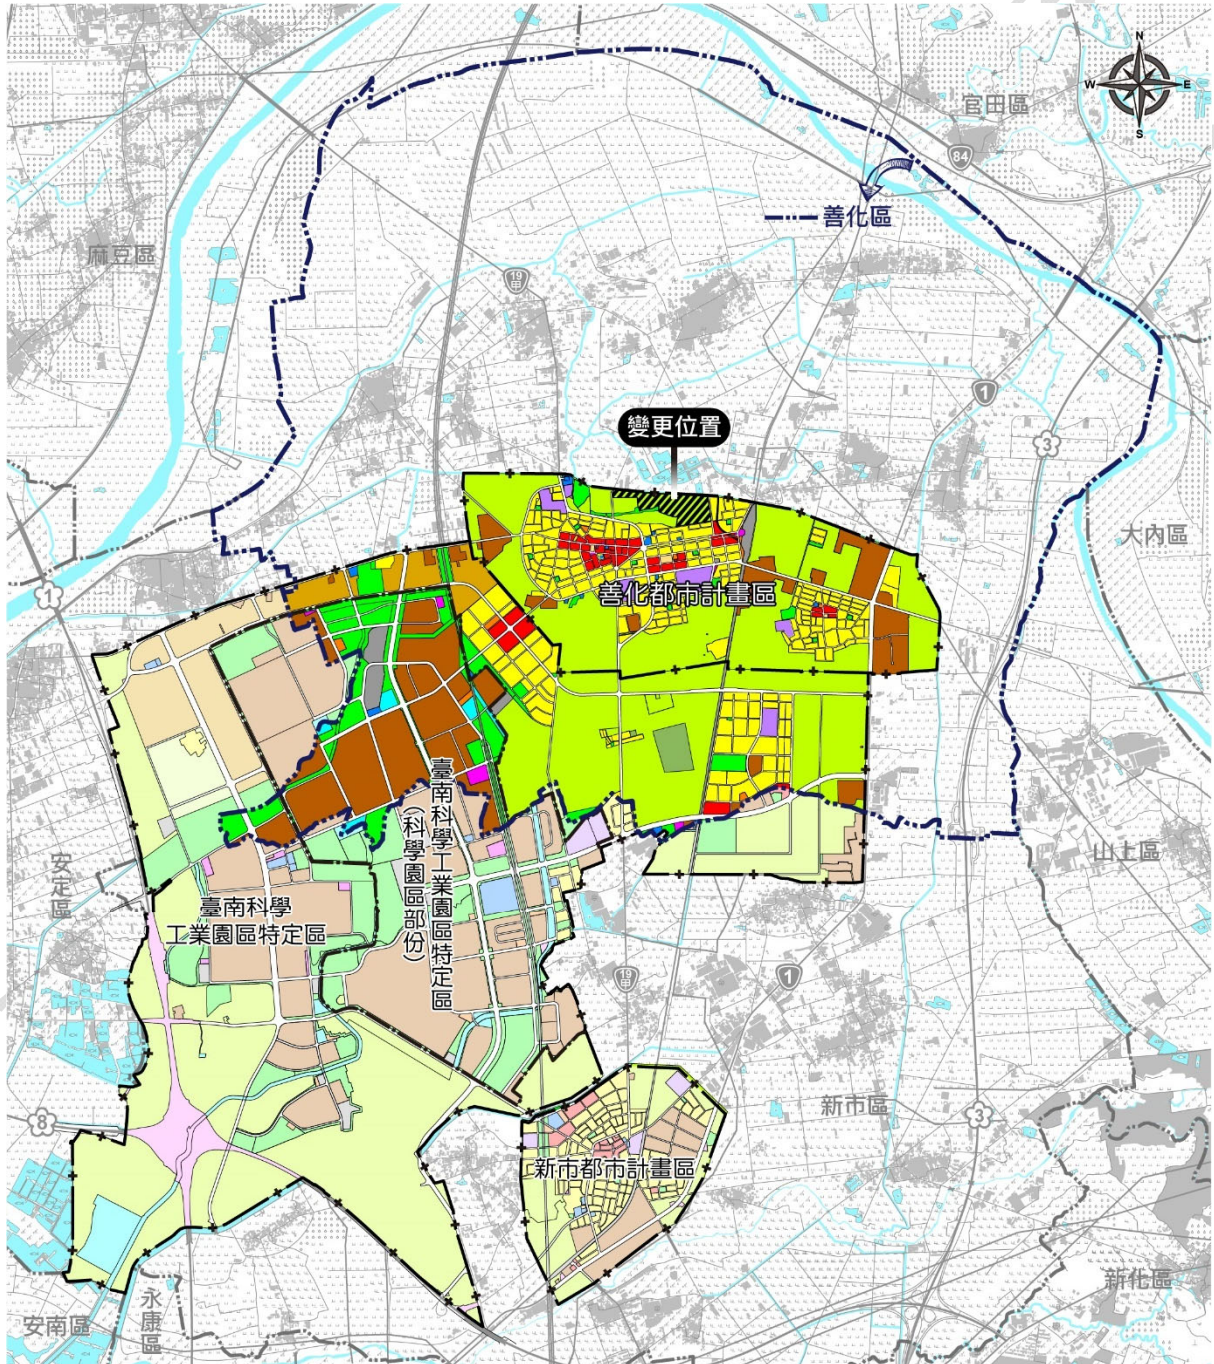 N
W
E
S
官田區
84
善化區
麻豆區
19
甲
1
3
變更位置
大內區
1
善化都市計畫區
臺南科學工業園區特定區
(科學園區部份)
安定區
山上區
臺南科學
工業園區特定區
19
甲
1
新市區
3
8
新市都市計畫區
新化區
永康區
安南區